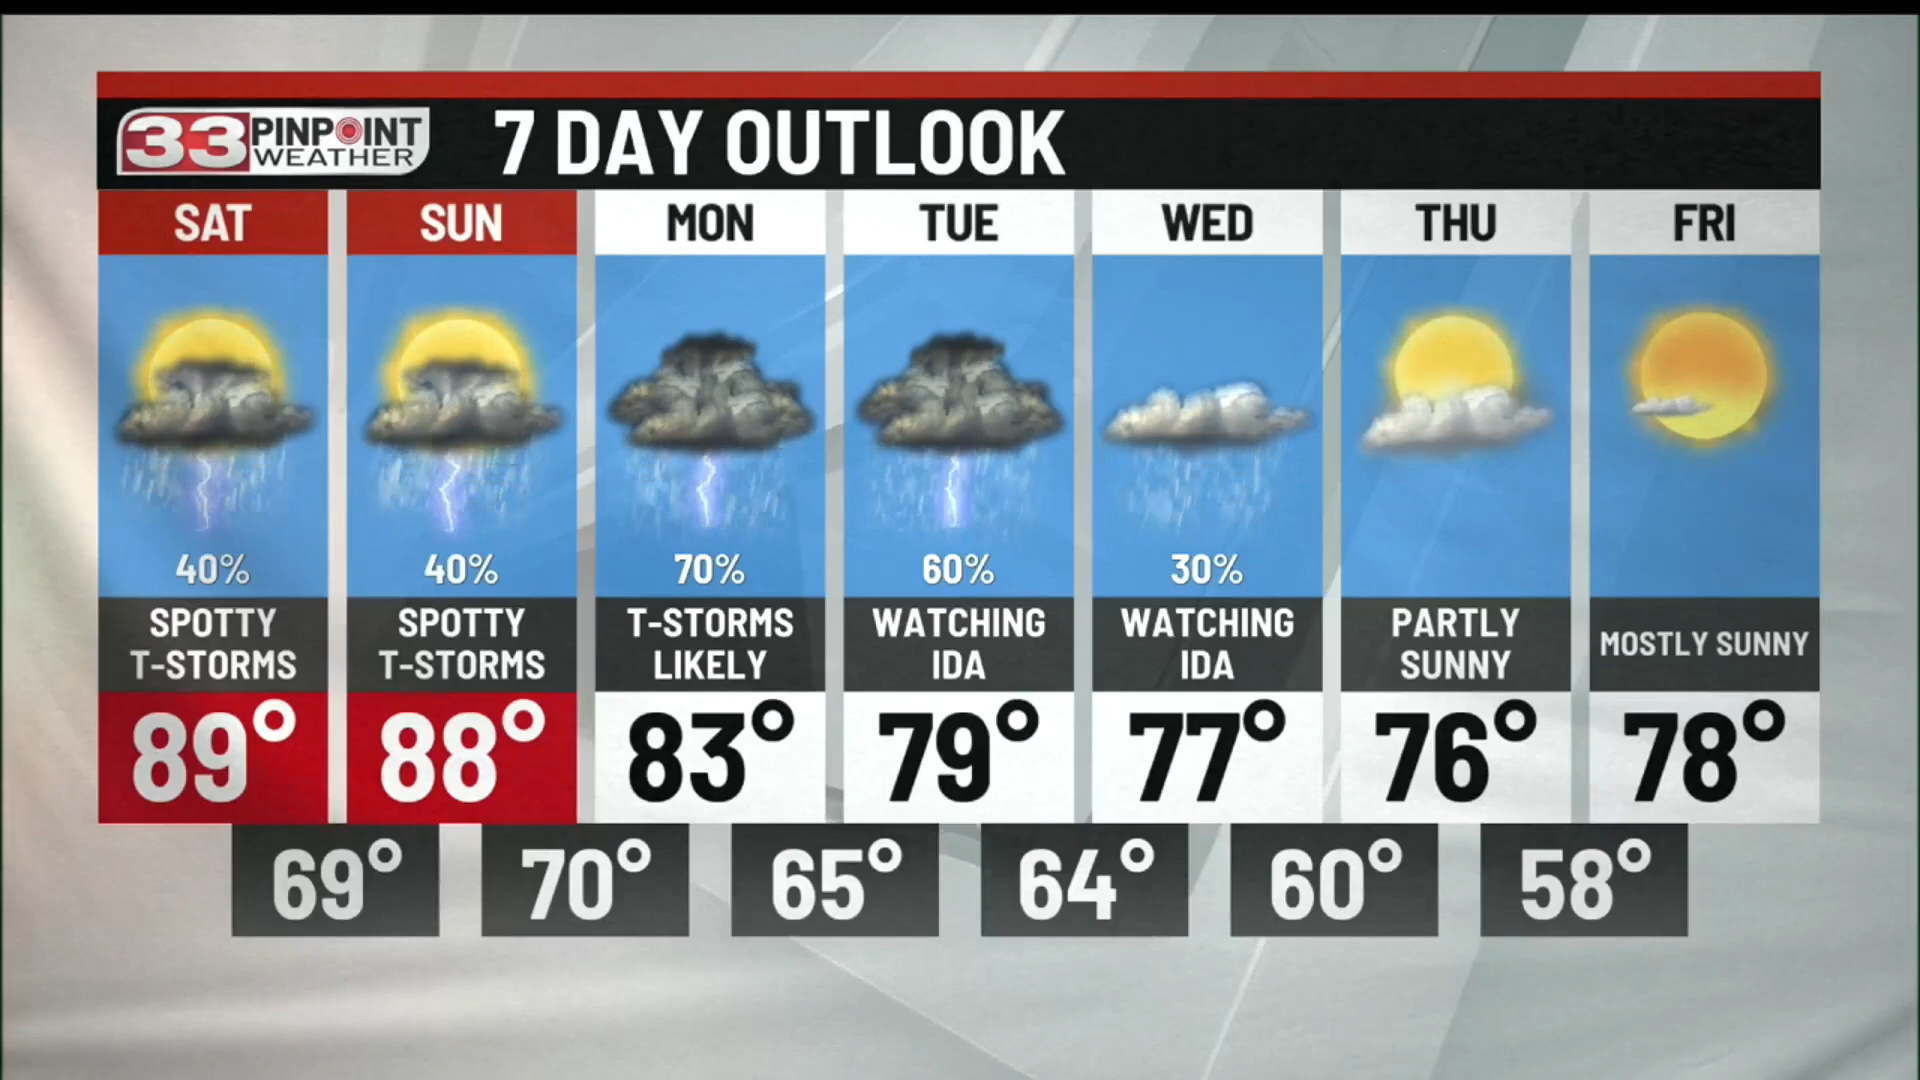 33 PINPOINT WEATHER
7 DAY OUTLOOK
SAT
SUN
MON
TUE
WED
THU
FRI
40%
40%
70%
60%
30%
SPOTTY
T-STORMS
SPOTTY
T-STORMS
T-STORMS
LIKELY
WATCHING
IDA
WATCHING
IDA
PARTLY
SUNNY
MOSTLY SUNNY
89°
88°
83°
79°
77°
76°
78°
69°
70°
65°
64°
60°
58°